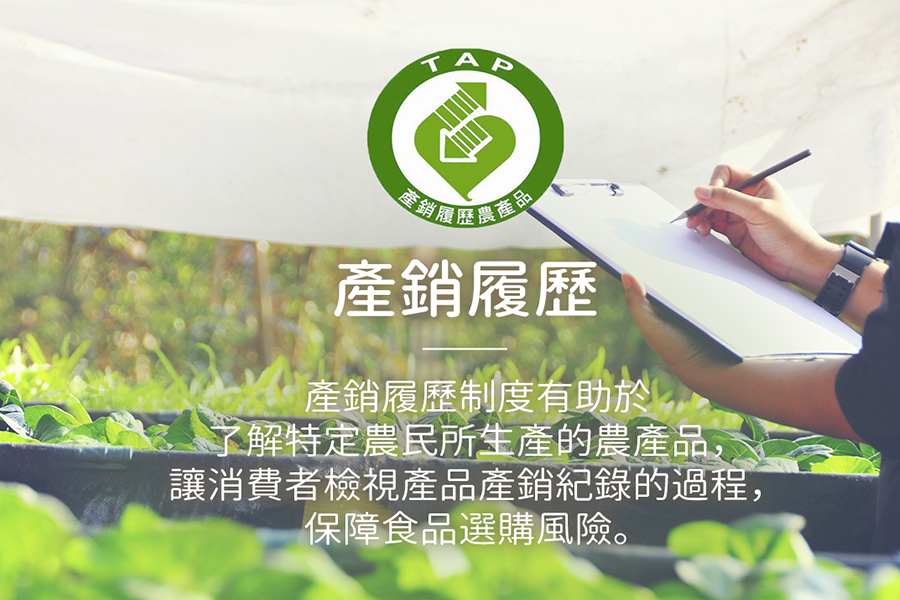 TAP
產銷履歷農產品
產銷履歷
產銷履歷制度有助於
了解特定農民所生產的農產品，
讓消費者檢視產品產銷紀錄的過程，
保障食品選購風險。